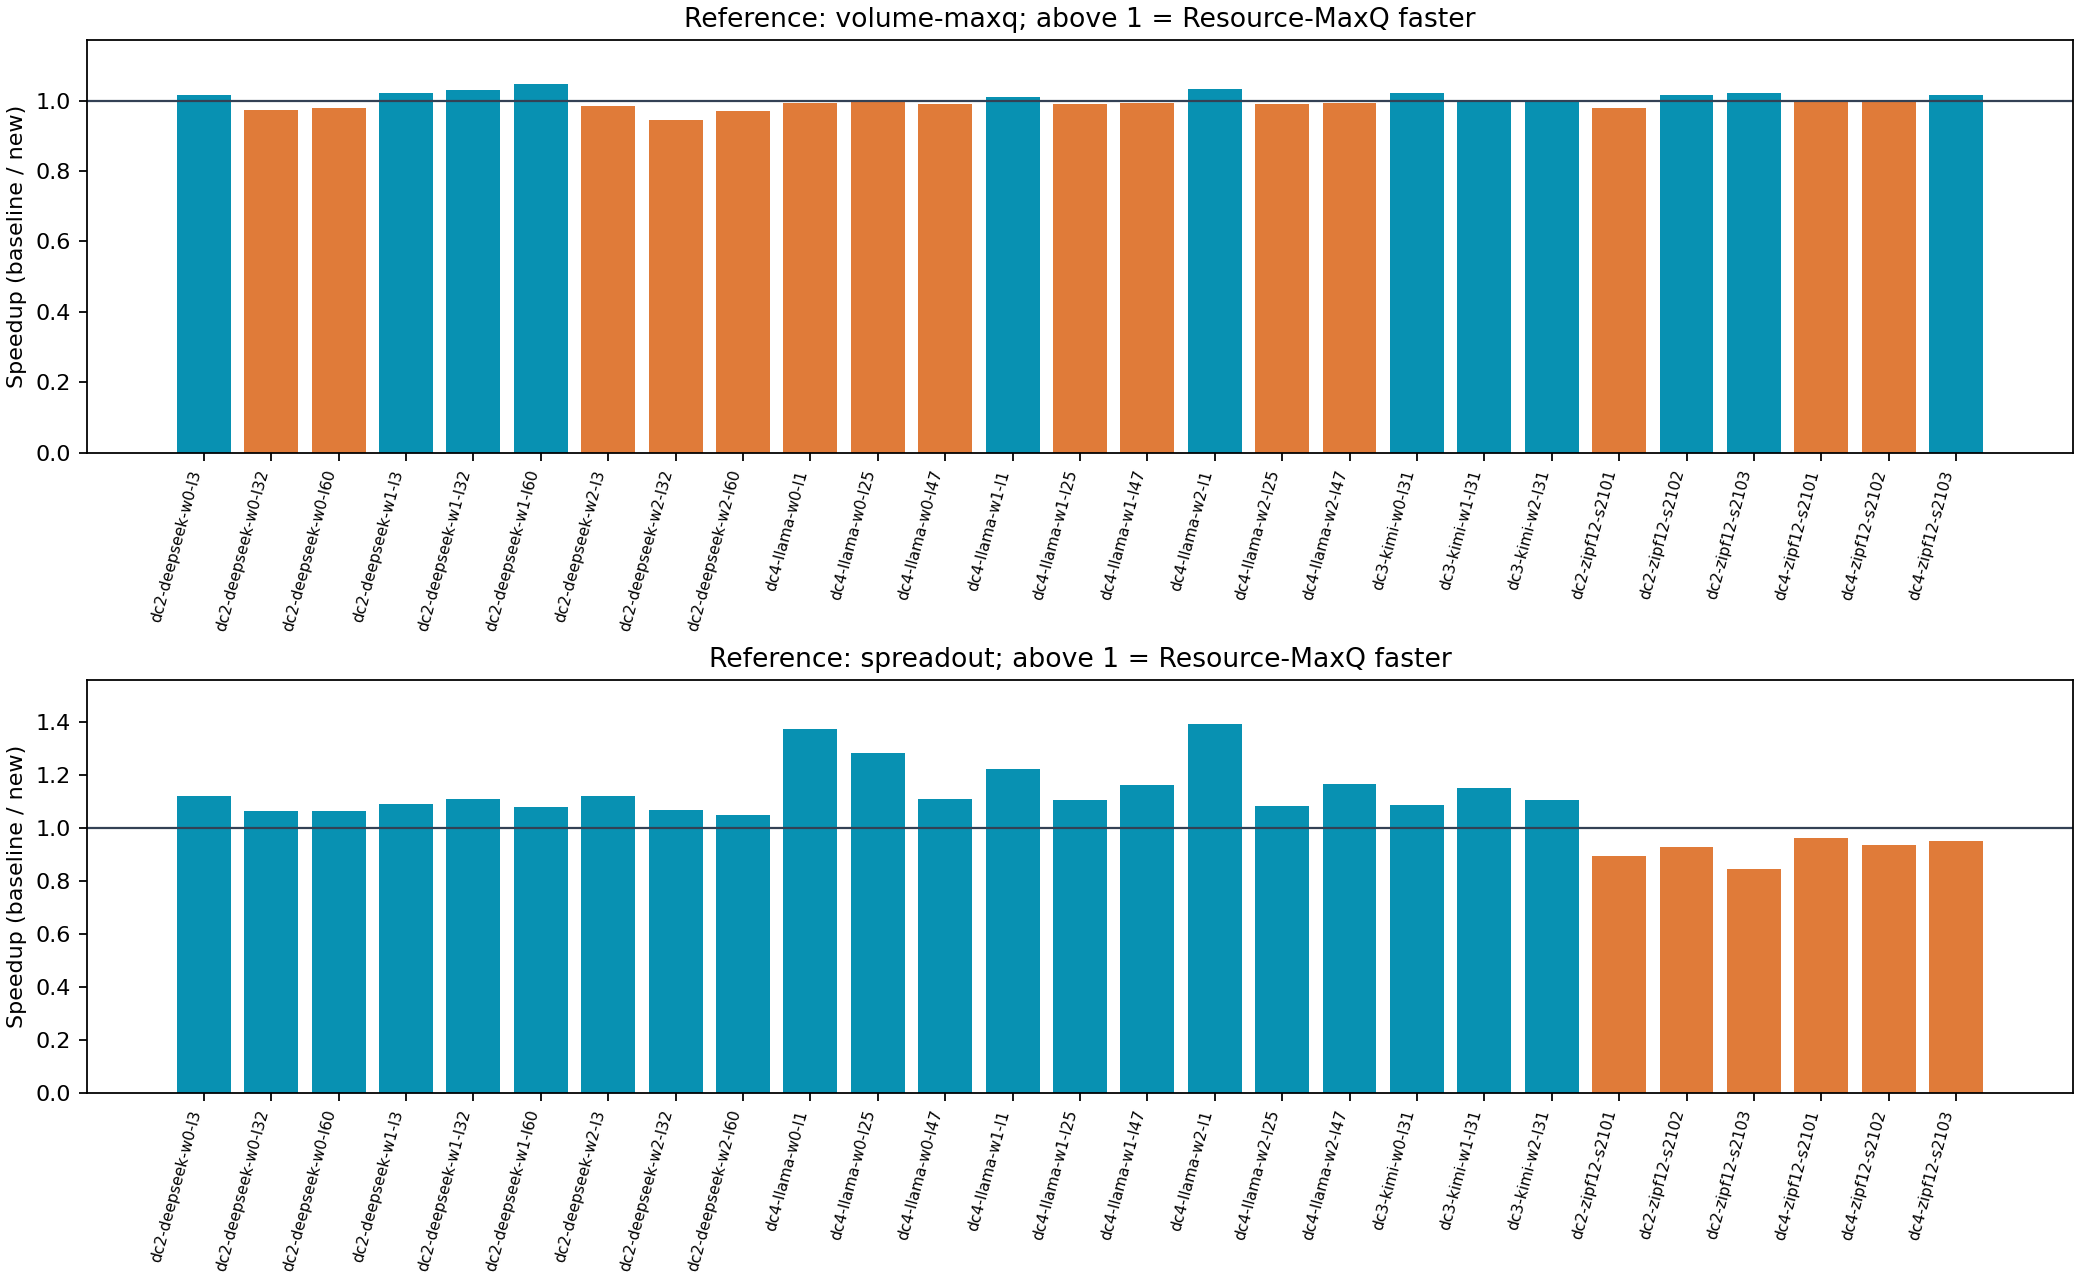 Reference: volume-maxq; above 1 = Resource-MaxQ faster
Speedup (baseline / new)
1.0
0.8
0.6
0.4
0.2
0.0
dc2-deepseek-w0-l3
dc2-deepseek-w0-l32
dc2-deepseek-w0-l60
dc2-deepseek-w1-l3
dc2-deepseek-w1-l32
dc2-deepseek-w1-l60
dc2-deepseek-w2-l3
dc2-deepseek-w2-l32
dc2-deepseek-w2-l60
dc4-llama-w0-l1
dc4-llama-w0-l25
dc4-llama-w0-l47
dc4-llama-w1-l1
dc4-llama-w1-l25
dc4-llama-w1-l47
dc4-llama-w2-l1
dc4-llama-w2-l25
dc4-llama-w2-l47
dc3-kimi-w0-l31
dc3-kimi-w1-l31
dc3-kimi-w2-l31
dc2-zipf12-s2101
dc2-zipf12-s2102
dc2-zipf12-s2103
dc4-zipf12-s2101
dc4-zipf12-s2102
dc4-zipf12-s2103
Reference: spreadout; above 1 = Resource-MaxQ faster
Speedup (baseline / new)
1.4
1.2
1.0
0.8
0.6
0.4
0.2
0.0
dc2-deepseek-w0-l3
dc2-deepseek-w0-l32
dc2-deepseek-w0-l60
dc2-deepseek-w1-l3
dc2-deepseek-w1-l32
dc2-deepseek-w1-l60
dc2-deepseek-w2-l3
dc2-deepseek-w2-l32
dc2-deepseek-w2-l60
dc4-llama-w0-l1
dc4-llama-w0-l25
dc4-llama-w0-l47
dc4-llama-w1-l1
dc4-llama-w1-l25
dc4-llama-w1-l47
dc4-llama-w2-l1
dc4-llama-w2-l25
dc4-llama-w2-l47
dc3-kimi-w0-l31
dc3-kimi-w1-l31
dc3-kimi-w2-l31
dc2-zipf12-s2101
dc2-zipf12-s2102
dc2-zipf12-s2103
dc4-zipf12-s2101
dc4-zipf12-s2102
dc4-zipf12-s2103